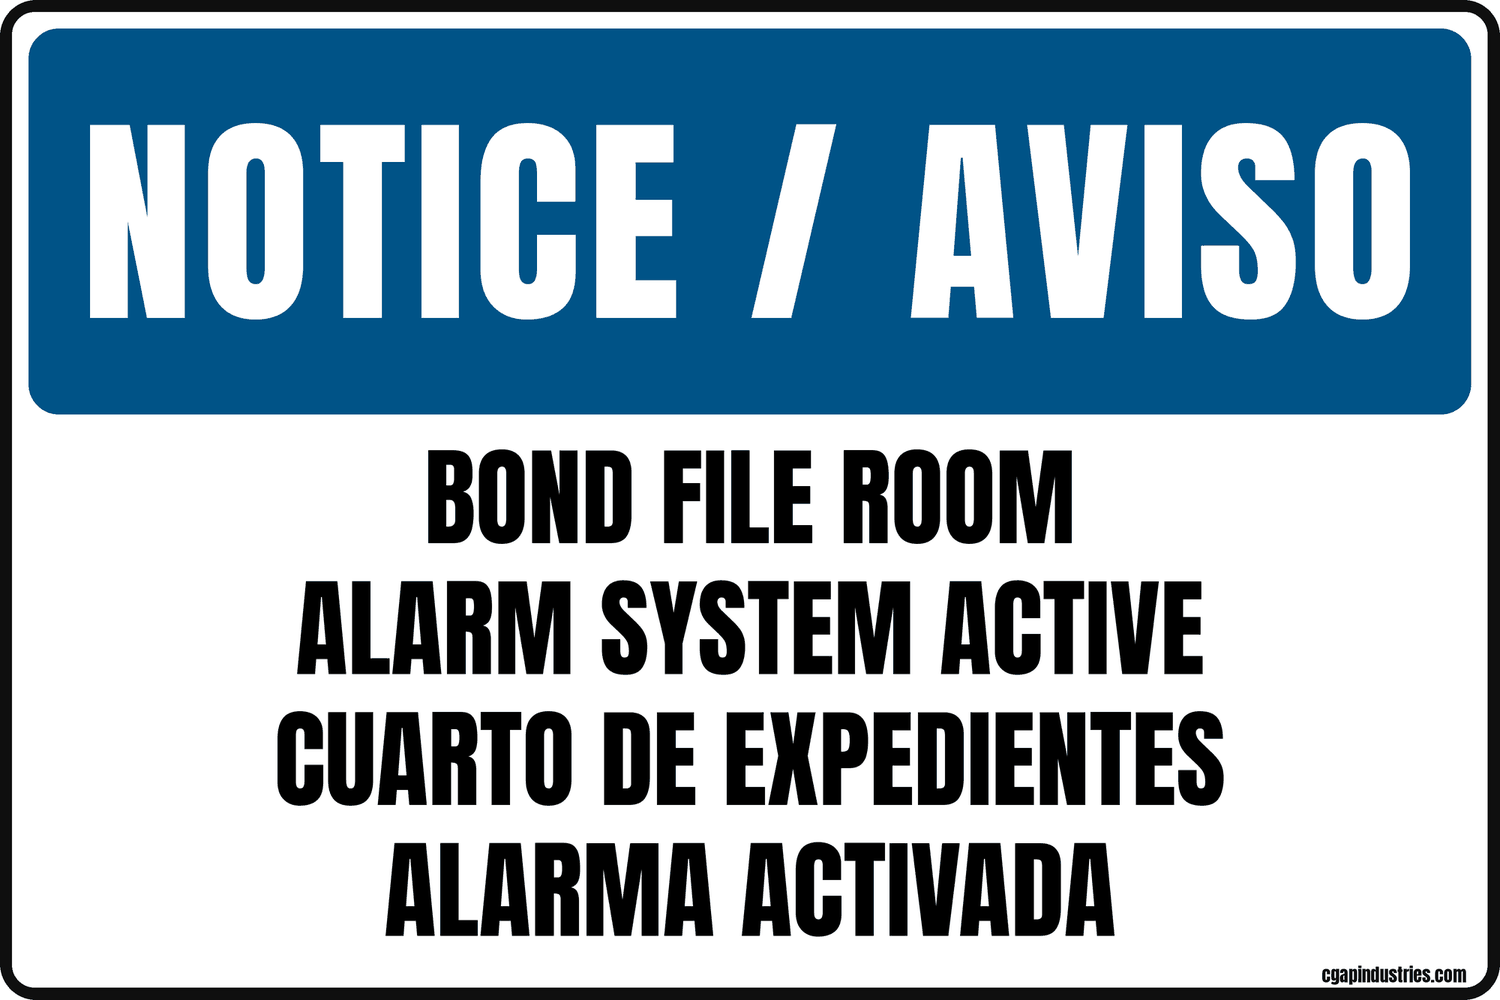 NOTICE / AVISO
BOND FILE ROOM
ALARM SYSTEM ACTIVE
CUARTO DE EXPEDIENTES
ALARMA ACTIVADA
cgapindustries.com